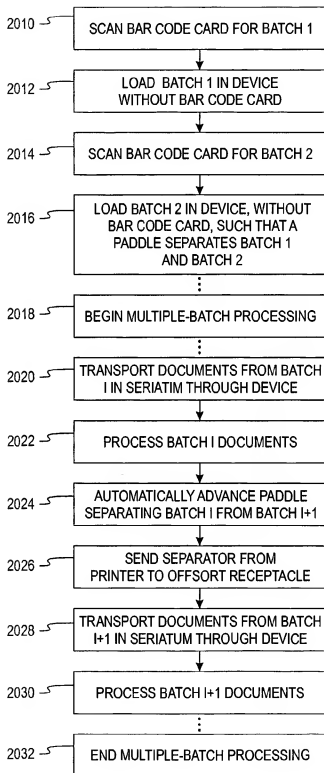 2010
SCAN BAR CODE CARD FOR BATCH 1
2012
LOAD BATCH 1 IN DEVICE
WITHOUT BAR CODE CARD
2014
SCAN BAR CODE CARD FOR BATCH 2
2016
LOAD BATCH 2 IN DEVICE, WITHOUT
BAR CODE CARD, SUCH THAT A
PADDLE SEPARATES BATCH 1
AND BATCH 2
2018
BEGIN MULTIPLE-BATCH PROCESSING
2020
TRANSPORT DOCUMENTS FROM BATCH
I IN SERIATIM THROUGH DEVICE
2022
PROCESS BATCH I DOCUMENTS
2024
AUTOMATICALLY ADVANCE PADDLE
SEPARATING BATCH I FROM BATCH I+1
2026
SEND SEPARATOR FROM
PRINTER TO OFFSORT RECEPTACLE
2028
TRANSPORT DOCUMENTS FROM BATCH
I+1 IN SERIATUM THROUGH DEVICE
2030
PROCESS BATCH I+1 DOCUMENTS
2032
END MULTIPLE-BATCH PROCESSING